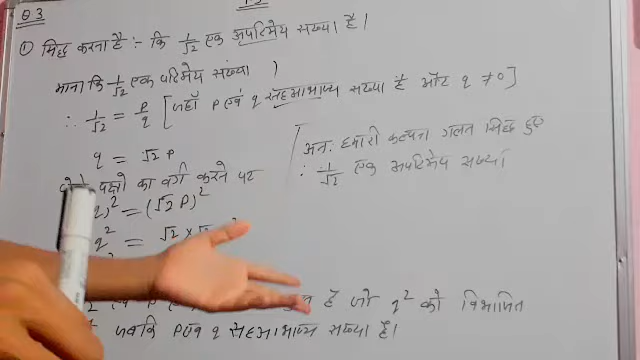 Q3
① सिद्ध करना है :- कि 1/√2 एक अपरिमेय संख्या है।
माना कि 1/√2 एक परिमेय संख्या )
∴ 1/√2 = P/q [जहाँ P एवं q सहअभाज्य संख्या है और q ≠ 0]
q = √2 P
पक्षो का वर्ग करने पर
)² = (√2 P)²
q² = √2 × √2
है जो q² को विभाजित
जबकि P एवं q सहअभाज्य संख्या है।
अतः हमारी कल्पना गलत सिद्ध हुए
∴ 1/√2 एक अपरिमेय संख्या